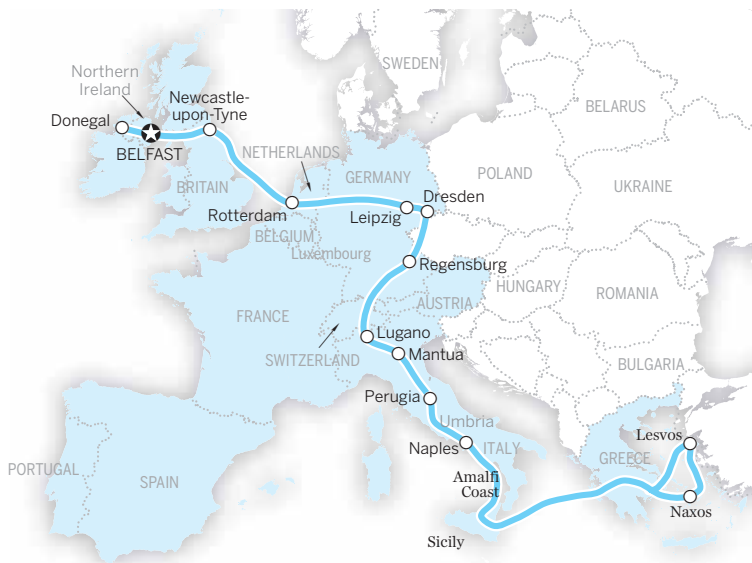 SWEDEN
Northern
Ireland
Newcastle-
upon-Tyne
BELARUS
Donegal
BELFAST
NETHERLANDS
POLAND
GERMANY
BRITAIN
UKRAINE
Dresden
Rotterdam
Leipzig
BELGIUM
Luxembourg
Regensburg
HUNGARY
ROMANIA
AUSTRIA
FRANCE
Lugano
SWITZERLAND
Mantua
BULGARIA
Perugia
Umbria
Lesvos
Naples
ITALY
GREECE
PORTUGAL
SPAIN
Amalfi
Coast
Naxos
Sicily